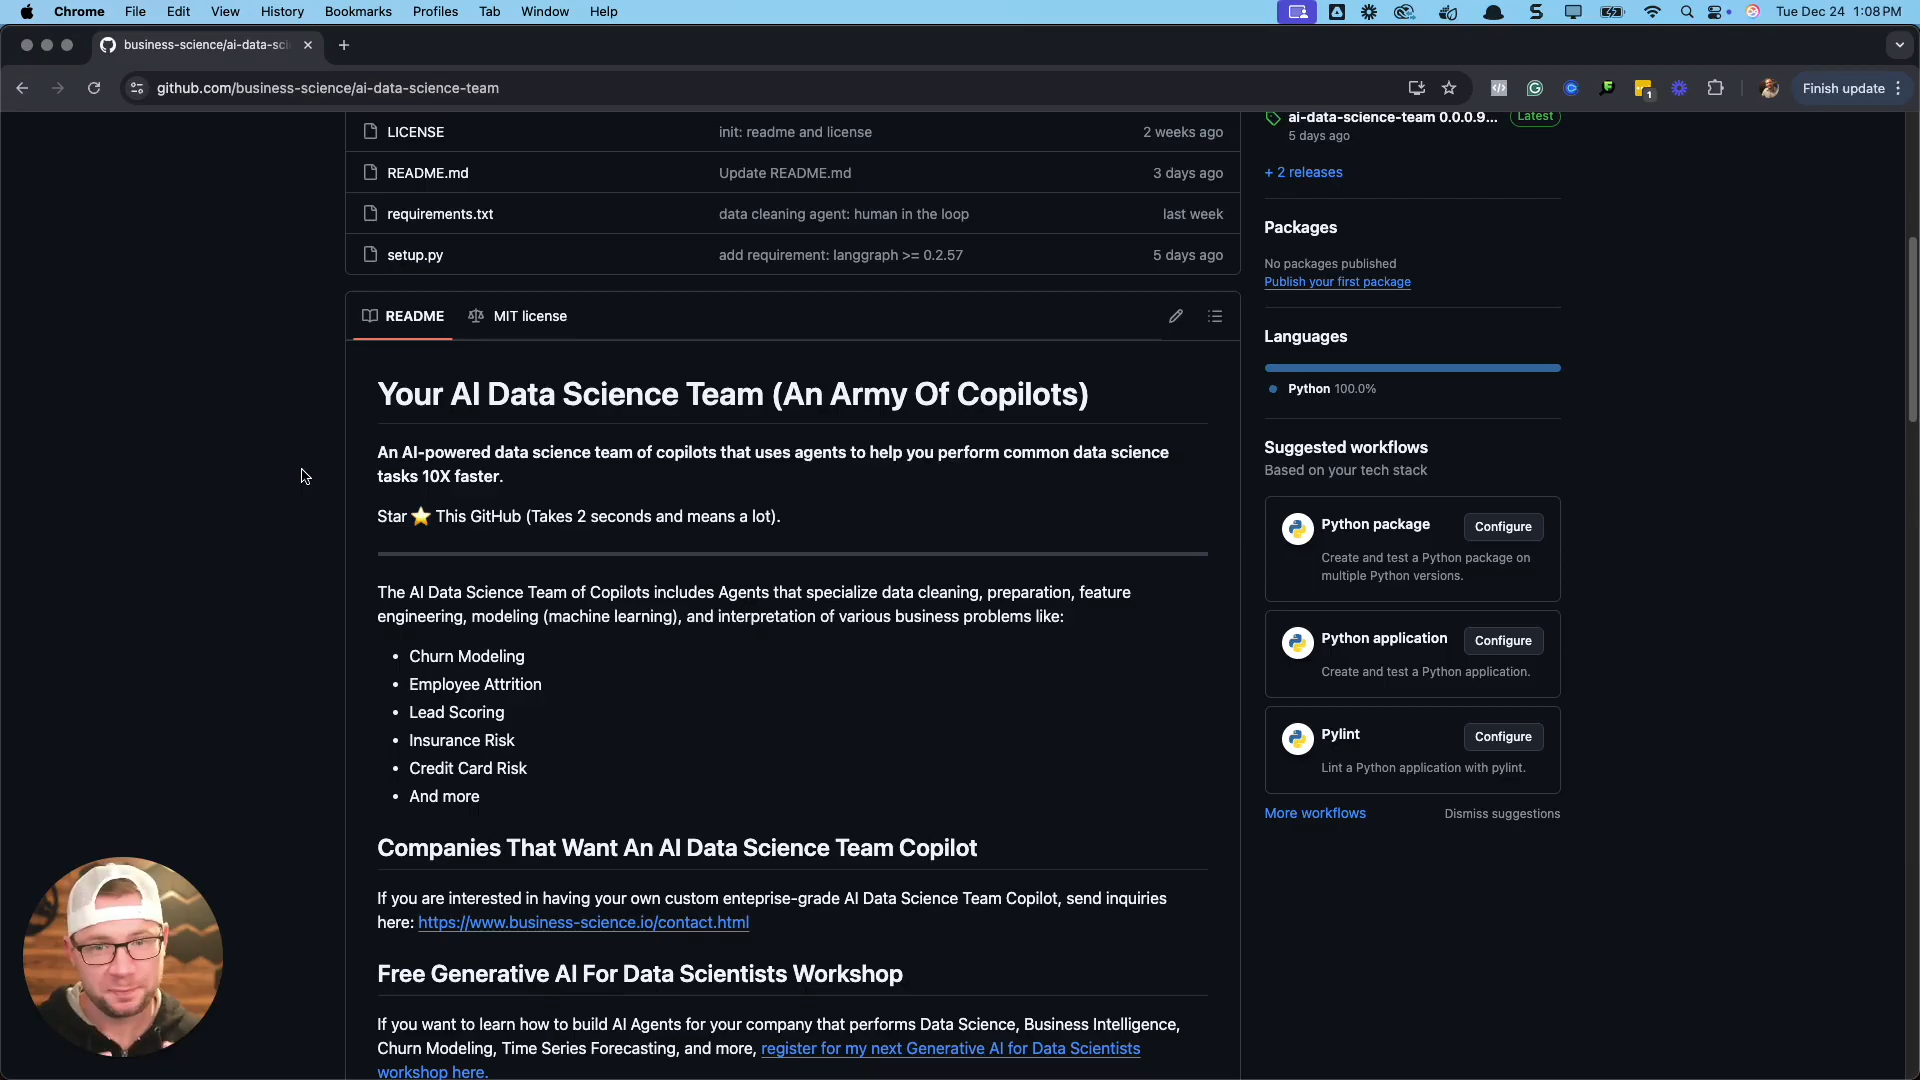 Chrome File Edit View History Bookmarks Profiles Tab Window Help
Tue Dec 24 1:08 PM
business-science/ai-data-sci
github.com/business-science/ai-data-science-team
1
Finish update
LICENSE init: readme and license 2 weeks ago
README.md Update README.md 3 days ago
requirements.txt data cleaning agent: human in the loop last week
setup.py add requirement: langgraph >= 0.2.57 5 days ago
README MIT license
Your AI Data Science Team (An Army Of Copilots)
An AI-powered data science team of copilots that uses agents to help you perform common data science
tasks 10X faster.
Star ⭐ This GitHub (Takes 2 seconds and means a lot).
The AI Data Science Team of Copilots includes Agents that specialize data cleaning, preparation, feature
engineering, modeling (machine learning), and interpretation of various business problems like:
• Churn Modeling
• Employee Attrition
• Lead Scoring
• Insurance Risk
• Credit Card Risk
• And more
Companies That Want An AI Data Science Team Copilot
If you are interested in having your own custom enteprise-grade AI Data Science Team Copilot, send inquiries
here: https://www.business-science.io/contact.html
Free Generative AI For Data Scientists Workshop
If you want to learn how to build AI Agents for your company that performs Data Science, Business Intelligence,
Churn Modeling, Time Series Forecasting, and more, register for my next Generative AI for Data Scientists
workshop here.
ai-data-science-team 0.0.0.9... Latest
5 days ago
+ 2 releases
Packages
No packages published
Publish your first package
Languages
Python 100.0%
Suggested workflows
Based on your tech stack
Python package Configure
Create and test a Python package on
multiple Python versions.
Python application Configure
Create and test a Python application.
Pylint Configure
Lint a Python application with pylint.
More workflows Dismiss suggestions